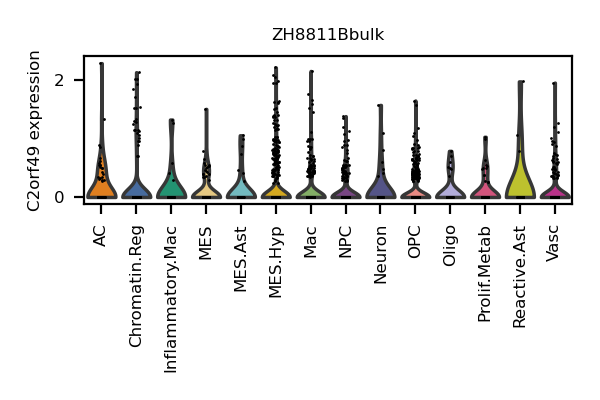 ZH8811Bbulk
C2orf49 expression
2
0
AC
Chromatin.Reg
Inflammatory.Mac
MES
MES.Ast
MES.Hyp
Mac
NPC
Neuron
OPC
Oligo
Prolif.Metab
Reactive.Ast
Vasc